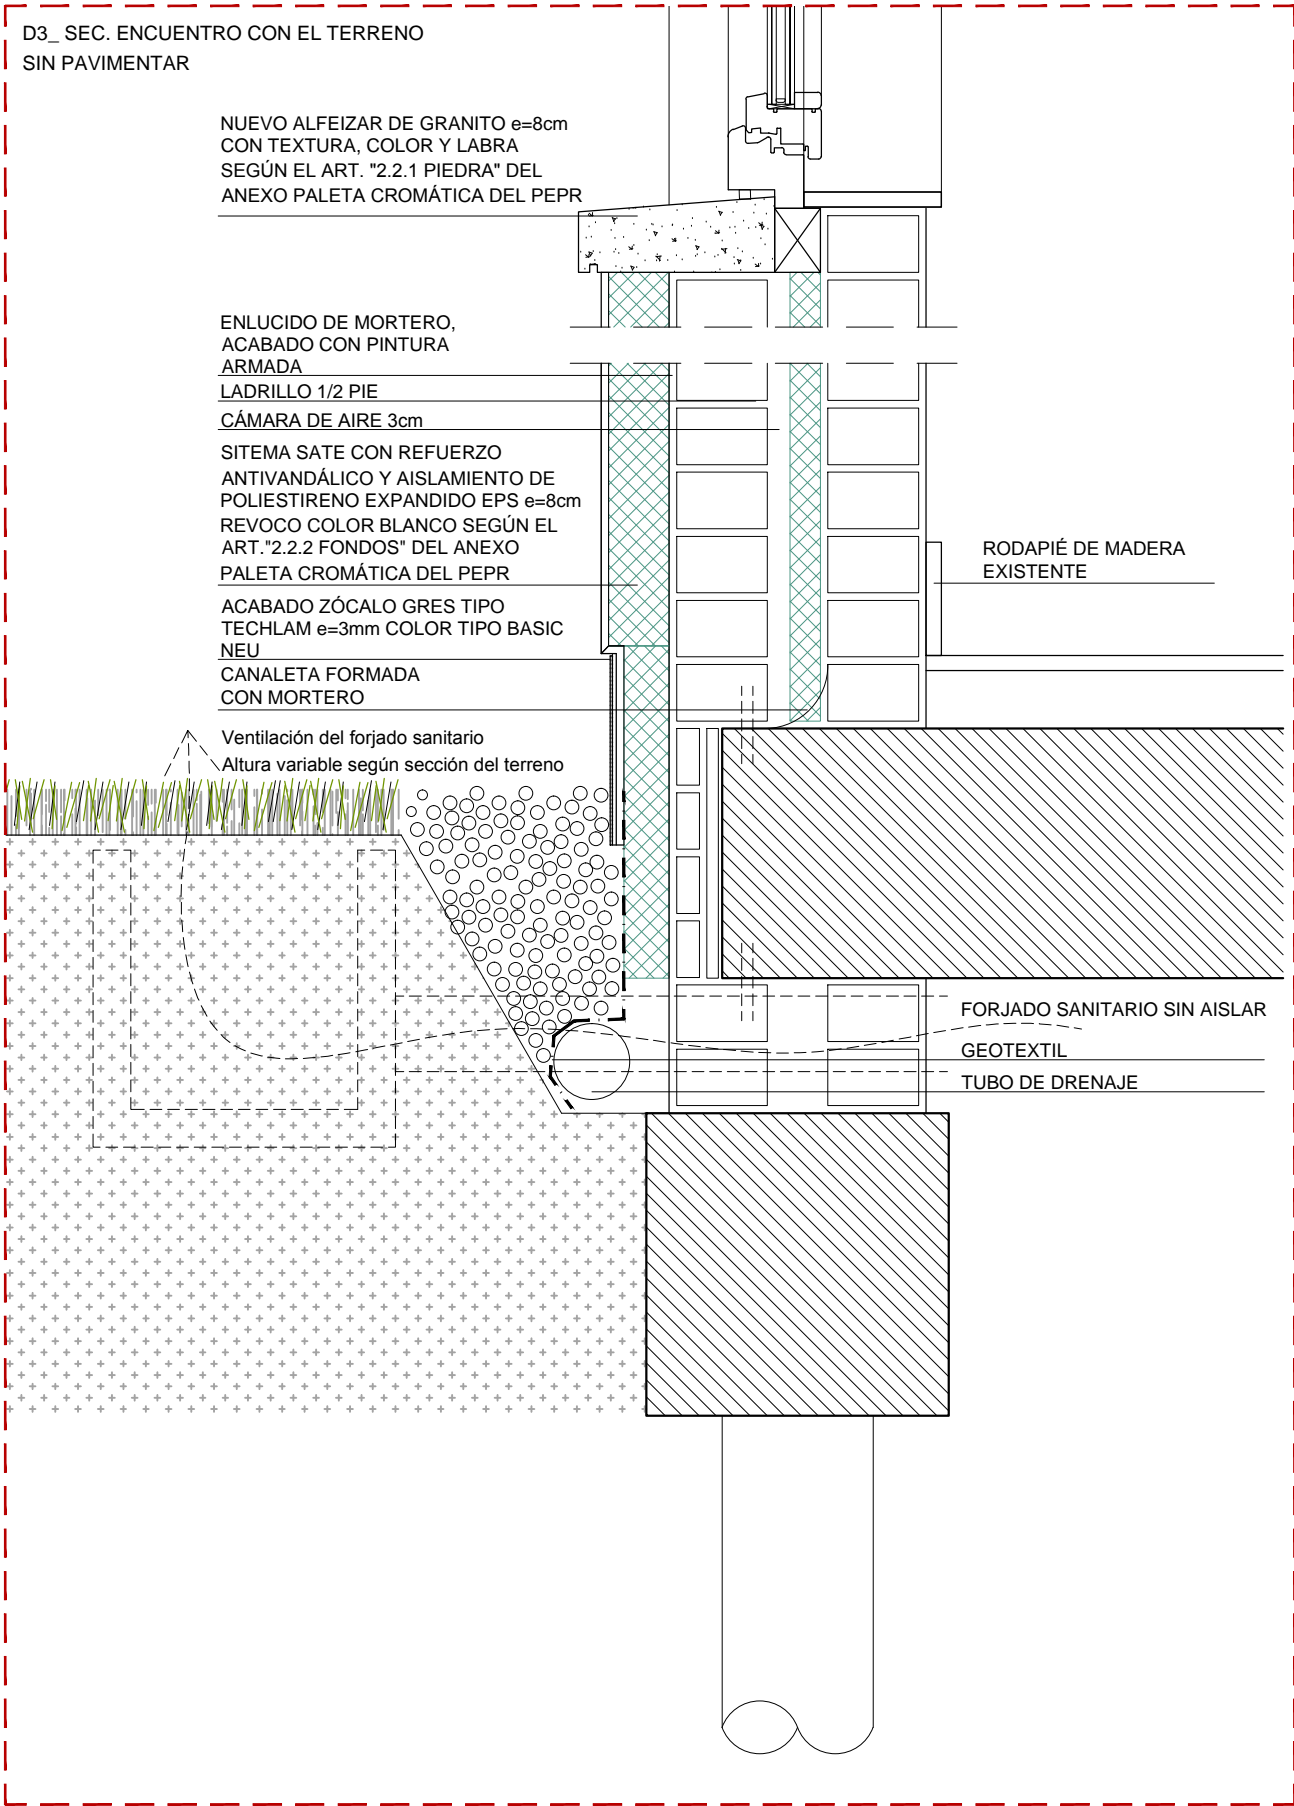 D3_ SEC. ENCUENTRO CON EL TERRENO
SIN PAVIMENTAR
NUEVO ALFEIZAR DE GRANITO e=8cm
CON TEXTURA, COLOR Y LABRA
SEGÚN EL ART. "2.2.1 PIEDRA" DEL
ANEXO PALETA CROMÁTICA DEL PEPR
ENLUCIDO DE MORTERO,
ACABADO CON PINTURA
ARMADA
LADRILLO 1/2 PIE
CÁMARA DE AIRE 3cm
SITEMA SATE CON REFUERZO
ANTIVANDÁLICO Y AISLAMIENTO DE
POLIESTIRENO EXPANDIDO EPS e=8cm
REVOCO COLOR BLANCO SEGÚN EL
ART."2.2.2 FONDOS" DEL ANEXO
PALETA CROMÁTICA DEL PEPR
ACABADO ZÓCALO GRES TIPO
TECHLAM e=3mm COLOR TIPO BASIC
NEU
CANALETA FORMADA
CON MORTERO
Ventilación del forjado sanitario
Altura variable según sección del terreno
RODAPIÉ DE MADERA
EXISTENTE
FORJADO SANITARIO SIN AISLAR
GEOTEXTIL
TUBO DE DRENAJE